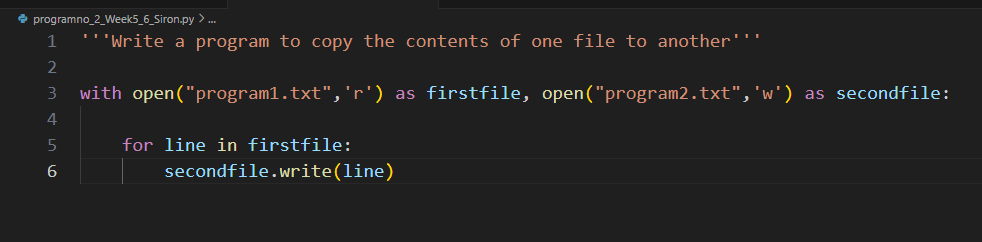 programno_2_Week5_6_Siron.py > ...
1 '''Write a program to copy the contents of one file to another'''
2
3 with open("program1.txt",'r') as firstfile, open("program2.txt",'w') as secondfile:
4
5     for line in firstfile:
6         secondfile.write(line)